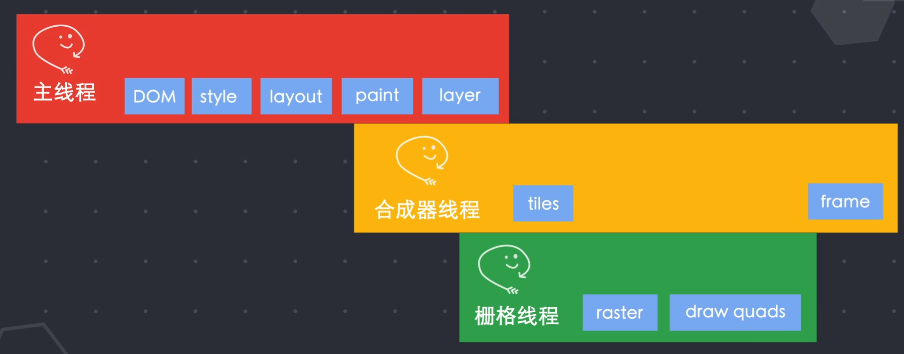 主线程
DOM
style
layout
paint
layer
合成器线程
tiles
frame
栅格线程
raster
draw quads